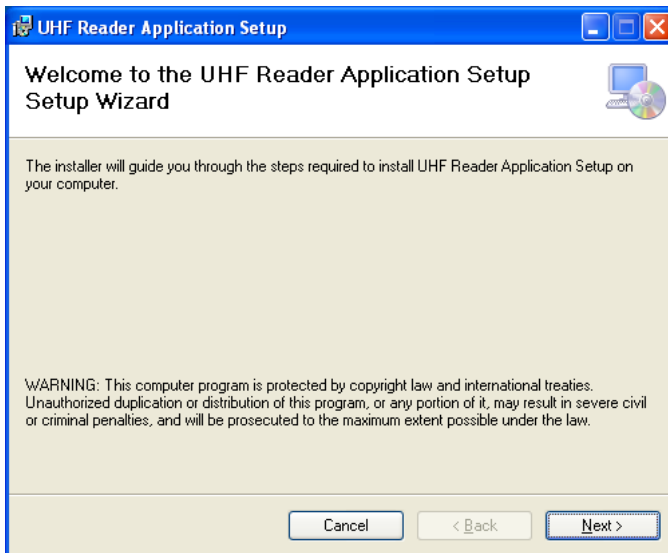 UHF Reader Application Setup
Welcome to the UHF Reader Application Setup
Setup Wizard
The installer will guide you through the steps required to install UHF Reader Application Setup on
your computer.
WARNING: This computer program is protected by copyright law and international treaties.
Unauthorized duplication or distribution of this program, or any portion of it, may result in severe civil
or criminal penalties, and will be prosecuted to the maximum extent possible under the law.
Cancel < Back Next >